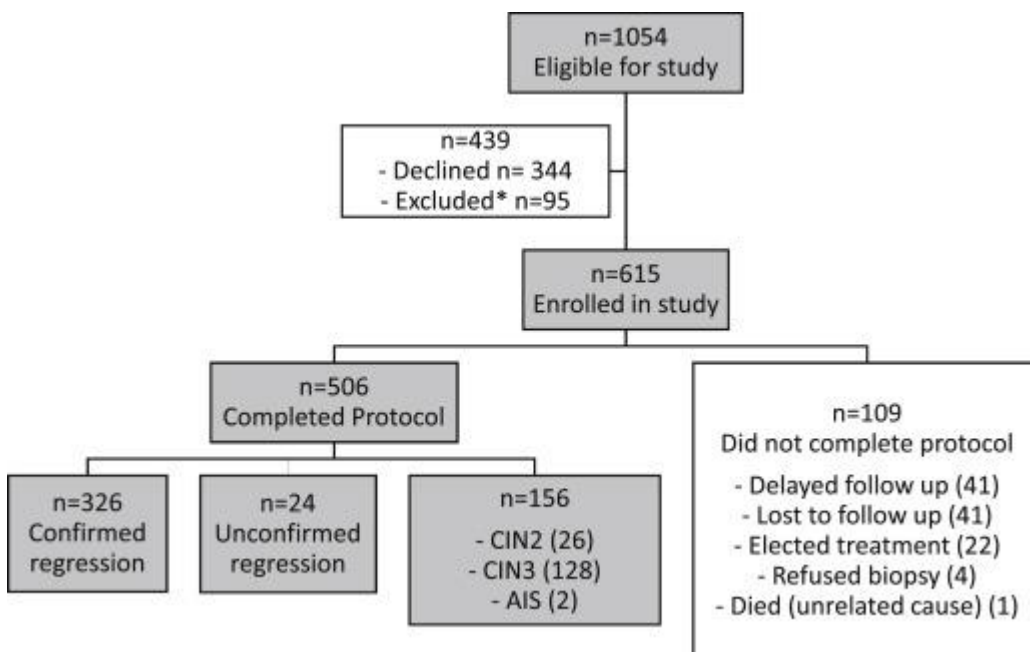 n=1054
Eligible for study
n=439
- Declined n= 344
- Excluded* n=95
n=615
Enrolled in study
n=506
Completed Protocol
n=109
Did not complete protocol
- Delayed follow up (41)
- Lost to follow up (41)
- Elected treatment (22)
- Refused biopsy (4)
- Died (unrelated cause) (1)
n=326
Confirmed
regression
n=24
Unconfirmed
regression
n=156
- CIN2 (26)
- CIN3 (128)
- AIS (2)